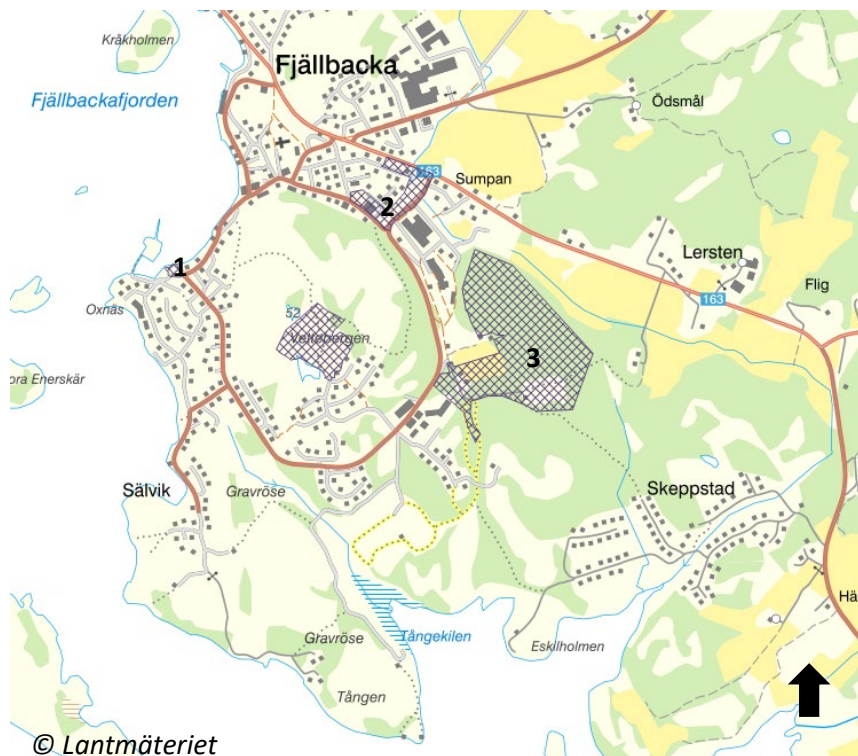 Kråkholmen
Fjällbacka
Fjällbackafjorden
Ödsmål
163
Sumpan
2
Lersten
1
Flig
163
Oxnäs
52
Vettebergen
3
ora Enerskär
Sälvik
Gravröse
Skeppstad
Hä
Gravröse
Tångekilen
Eskilholmen
Tången
© Lantmäteriet